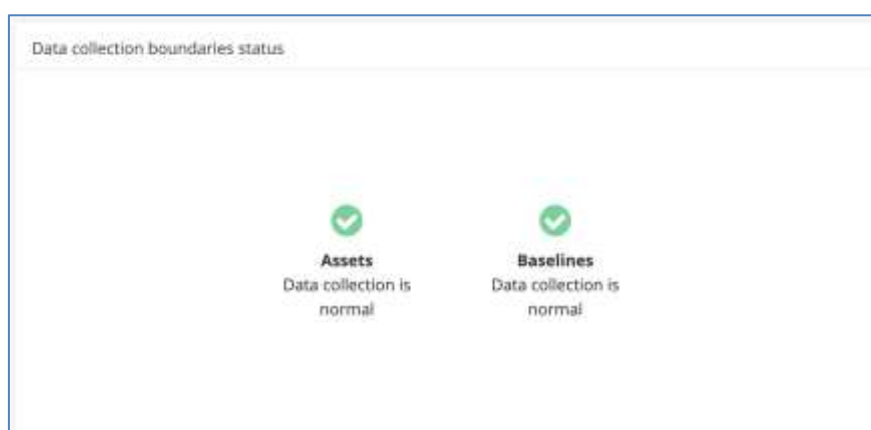 Data collection boundaries status
Assets
Data collection is
normal
Baselines
Data collection is
normal